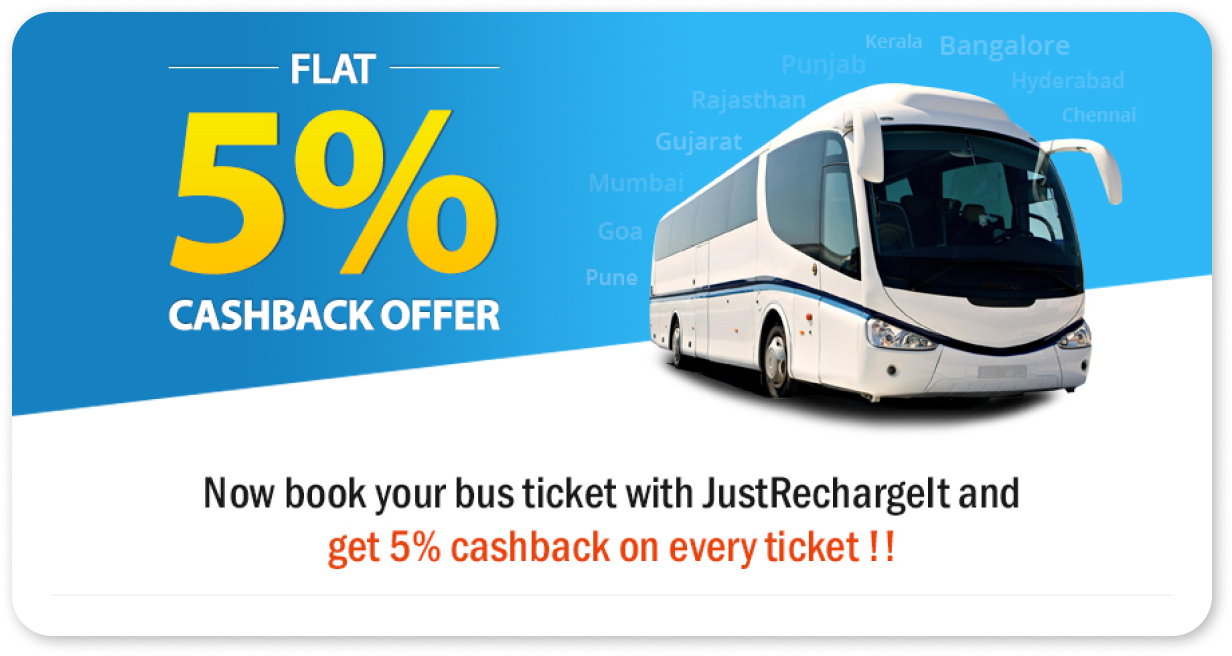 FLAT
5%
CASHBACK OFFER
Kerala
Bangalore
Punjab
Hyderabad
Rajasthan
Chennai
Gujarat
Mumbai
Goa
Pune
Now book your bus ticket with JustRechargeIt and
get 5% cashback on every ticket !!